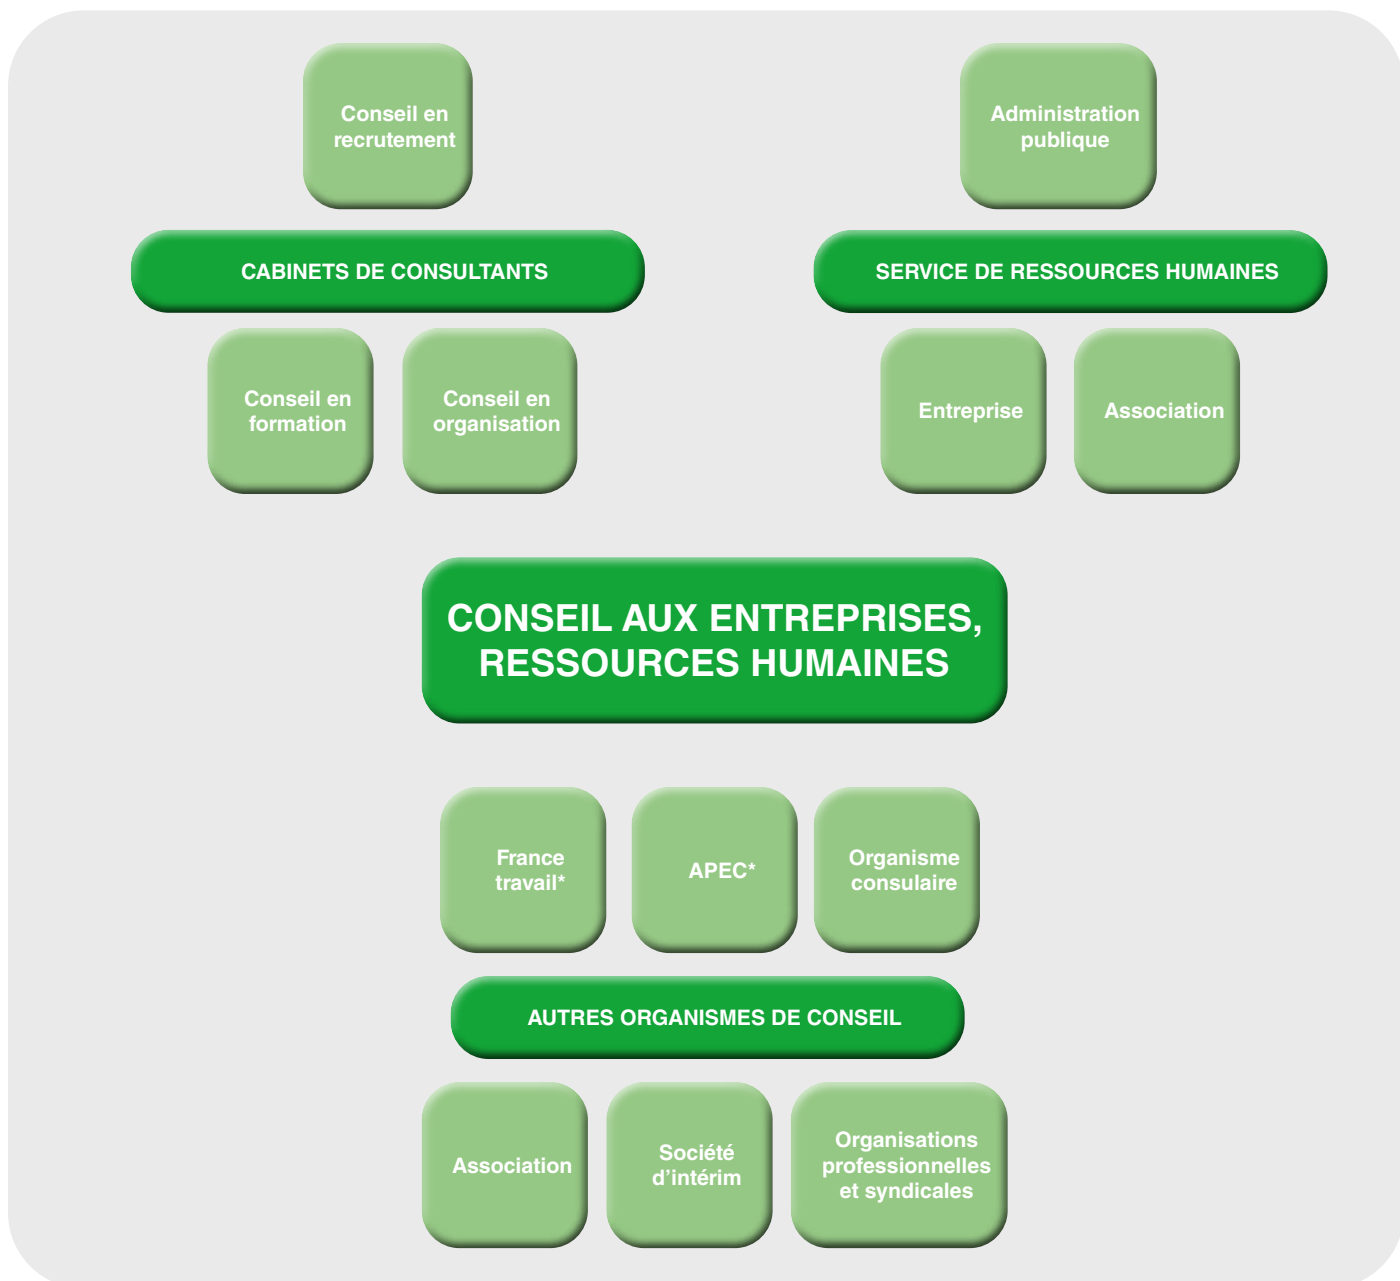 Conseil en
recrutement
Administration
publique
CABINETS DE CONSULTANTS
SERVICE DE RESSOURCES HUMAINES
Conseil en
formation
Conseil en
organisation
Entreprise
Association
CONSEIL AUX ENTREPRISES,
RESSOURCES HUMAINES
France
travail*
APEC*
Organisme
consulaire
AUTRES ORGANISMES DE CONSEIL
Association
Société
d’intérim
Organisations
professionnelles
et syndicales